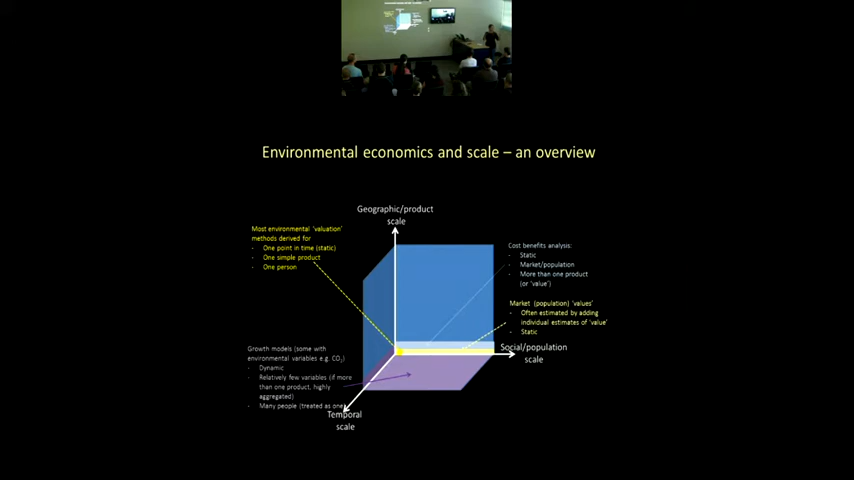 Environmental economics and scale – an overview
Geographic/product
scale
Most environmental 'valuation'
methods derived for
- One point in time (static)
- One simple product
- One person
Cost benefits analysis:
- Static
- Market/population
- More than one product
(or 'value')
Market (population) 'values'
- Often estimated by adding
individual estimates of 'value'
- Static
Social/population
scale
Growth models (some with
environmental variables e.g. CO2)
- Dynamic
- Relatively few variables (if more
than one product, highly
aggregated)
- Many people (treated as one)
Temporal
scale